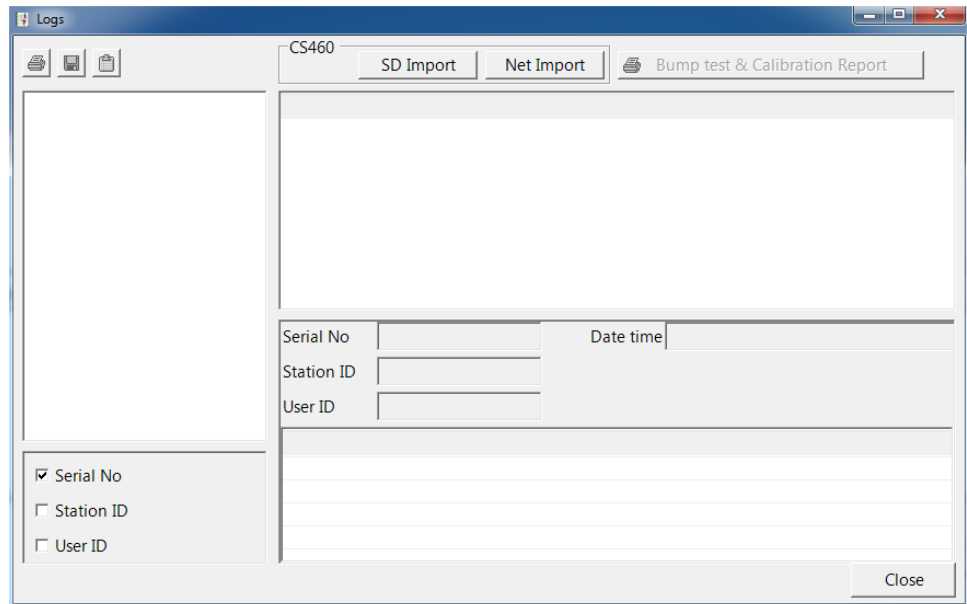 Logs
CS460
SD Import
Net Import
Bump test & Calibration Report
Serial No
Date time
Station ID
User ID
Serial No
Station ID
User ID
Close